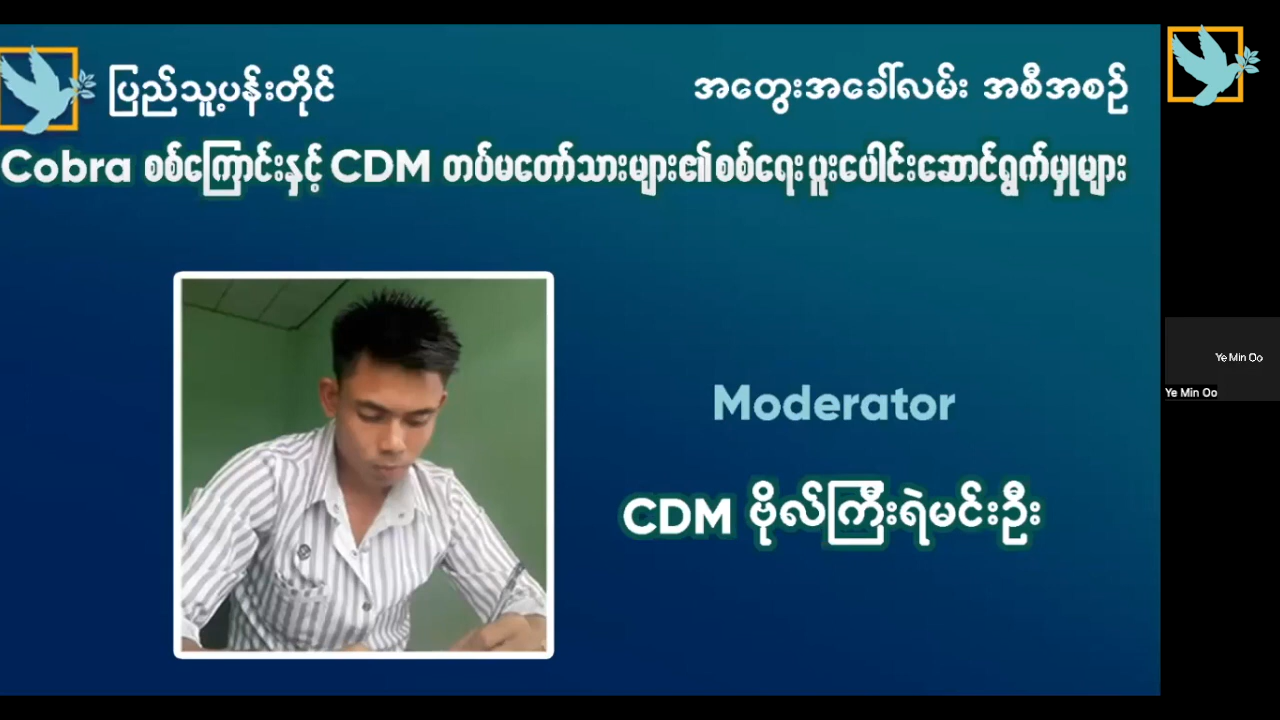 ပြည်သူ့ပန်းတိုင်
အတွေးအခေါ်လမ်း အစီအစဉ်
Cobra စစ်ကြောင်းနှင့် CDM တပ်မတော်သားများ၏စစ်ရေး ပူးပေါင်းဆောင်ရွက်မှုများ
Moderator
CDM ဗိုလ်ကြီးရဲမင်းဦး
Ye Min Oo
Ye Min Oo